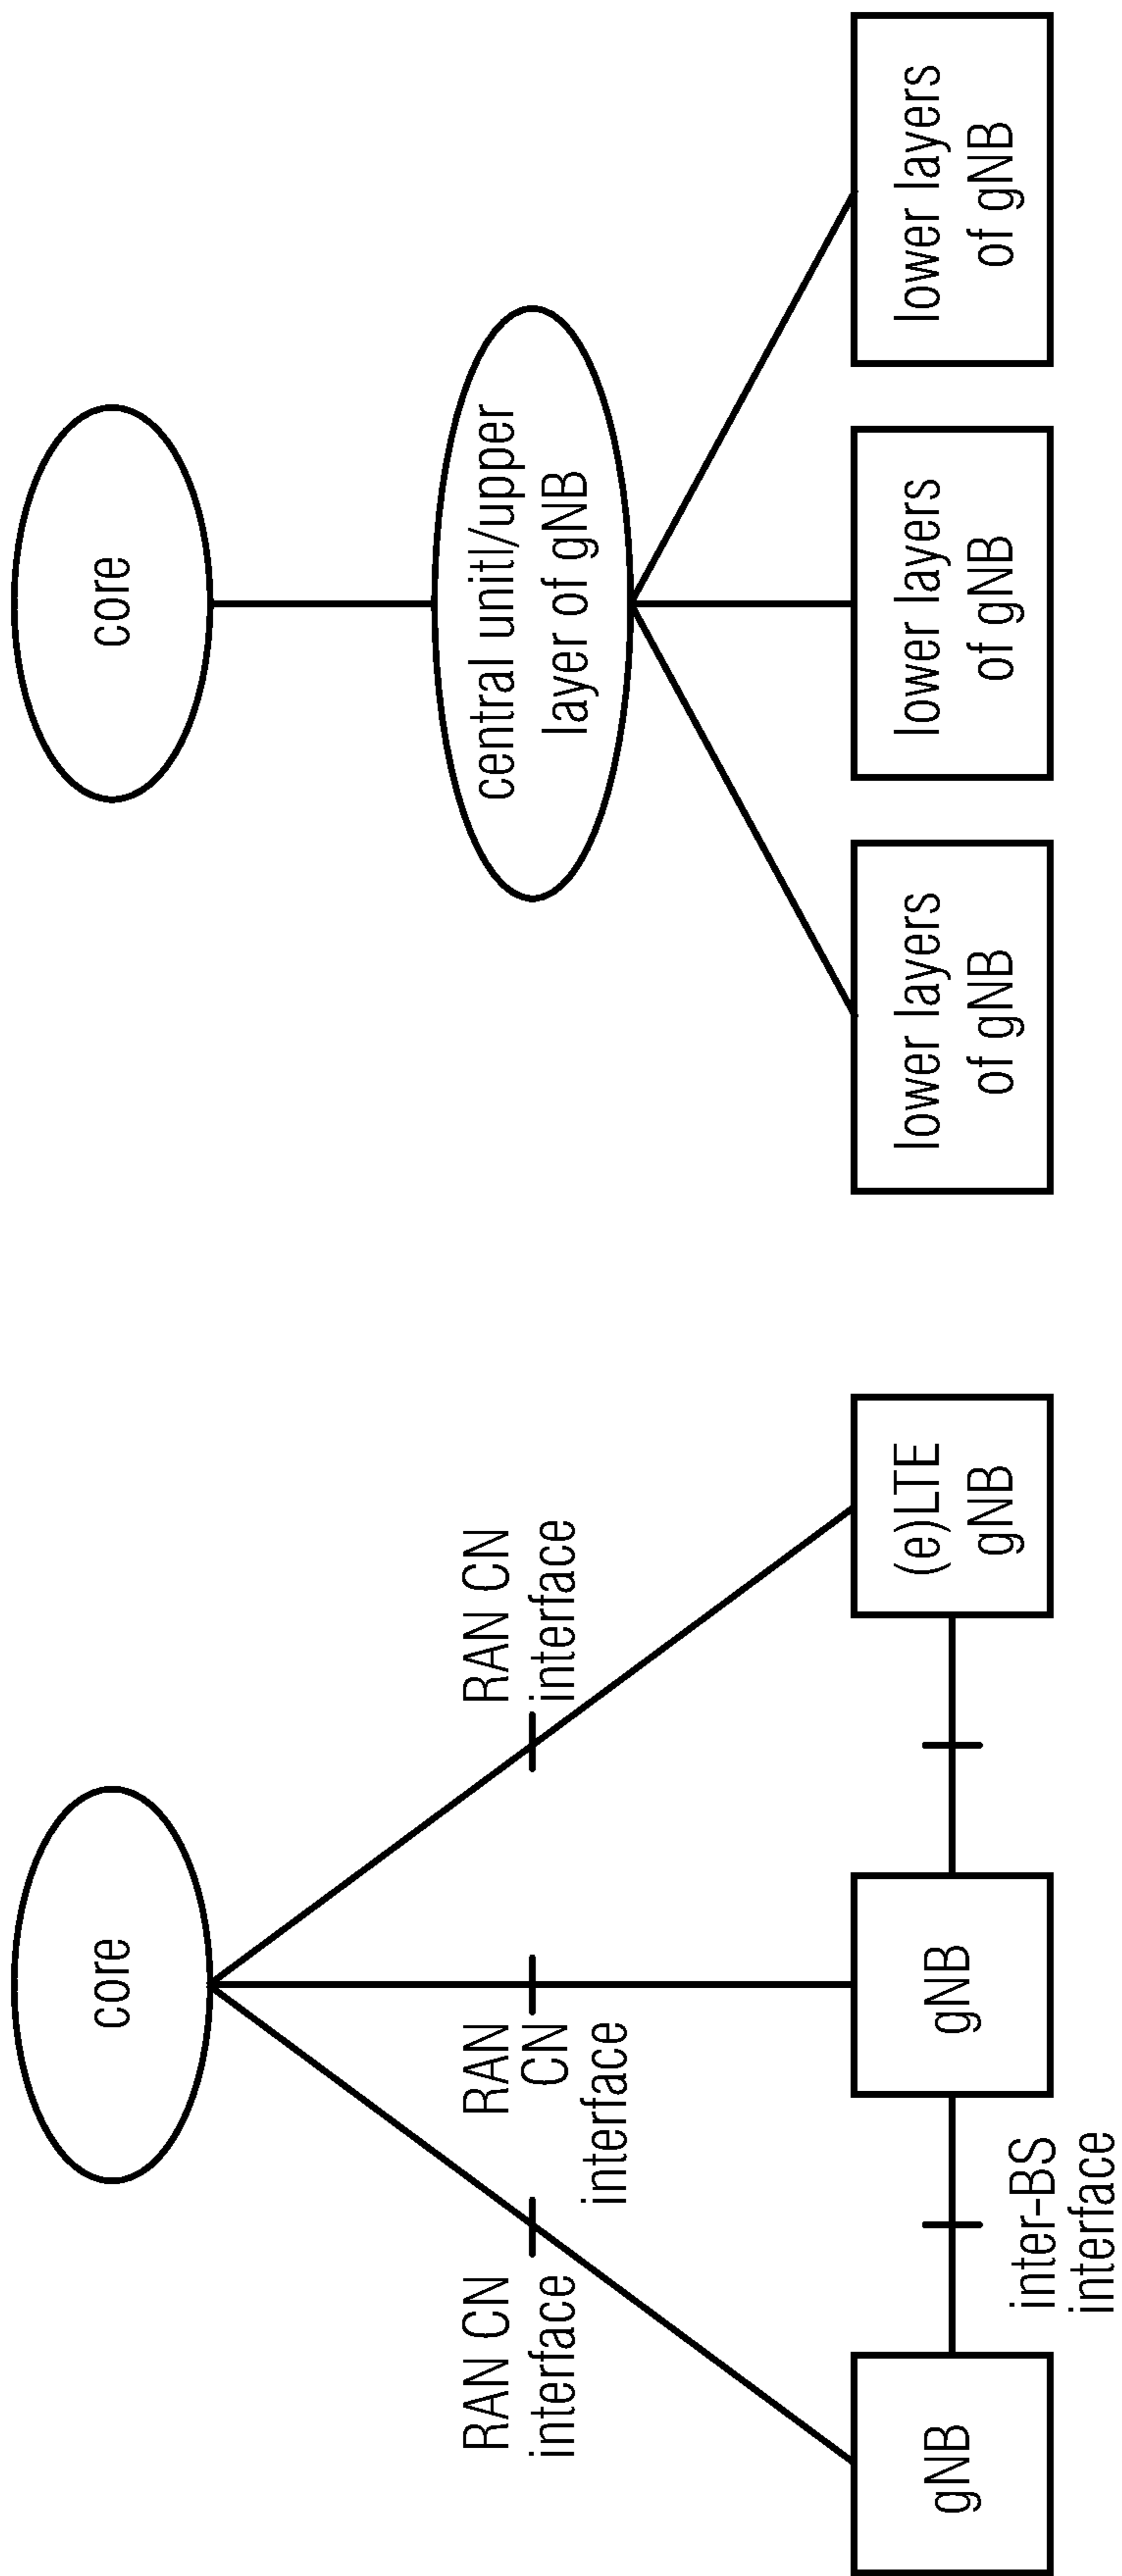 core
RAN CN
interface
RAN
CN
interface
RAN CN
interface
gNB
gNB
(e)LTE
gNB
inter-BS
interface
core
central unitl/upper
layer of gNB
lower layers
of gNB
lower layers
of gNB
lower layers
of gNB